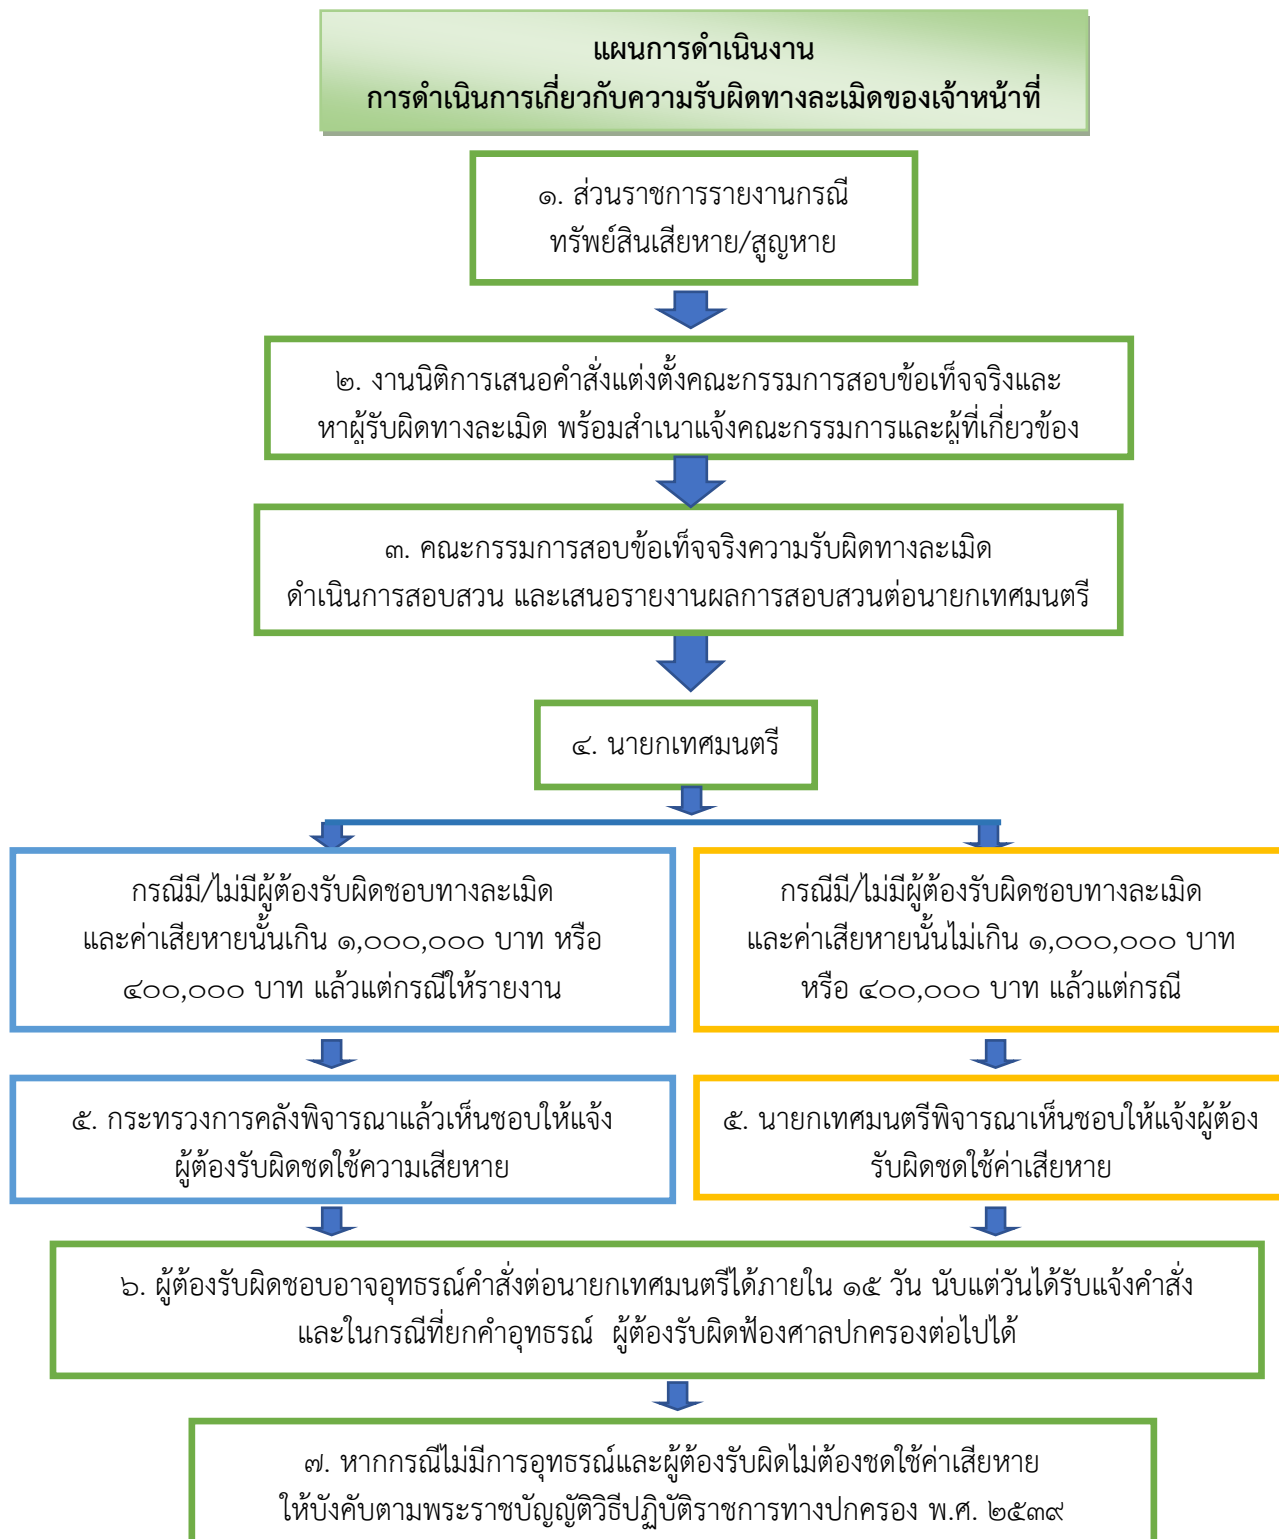 แผนการดำเนินงาน
การดำเนินการเกี่ยวกับความรับผิดทางละเมิดของเจ้าหน้าที่
๑. ส่วนราชการรายงานกรณี
ทรัพย์สินเสียหาย/สูญหาย
๒. งานนิติการเสนอคำสั่งแต่งตั้งคณะกรรมการสอบข้อเท็จจริงและ
หาผู้รับผิดทางละเมิด พร้อมสำเนาแจ้งคณะกรรมการและผู้ที่เกี่ยวข้อง
๓. คณะกรรมการสอบข้อเท็จจริงความรับผิดทางละเมิด
ดำเนินการสอบสวน และเสนอรายงานผลการสอบสวนต่อนายกเทศมนตรี
๔. นายกเทศมนตรี
กรณีมี/ไม่มีผู้ต้องรับผิดชอบทางละเมิด
และค่าเสียหายนั้นเกิน ๑,๐๐๐,๐๐๐ บาท หรือ
๔๐๐,๐๐๐ บาท แล้วแต่กรณีให้รายงาน
กรณีมี/ไม่มีผู้ต้องรับผิดชอบทางละเมิด
และค่าเสียหายนั้นไม่เกิน ๑,๐๐๐,๐๐๐ บาท
หรือ ๔๐๐,๐๐๐ บาท แล้วแต่กรณี
๕. กระทรวงการคลังพิจารณาแล้วเห็นชอบให้แจ้ง
ผู้ต้องรับผิดชดใช้ความเสียหาย
๕. นายกเทศมนตรีพิจารณาเห็นชอบให้แจ้งผู้ต้อง
รับผิดชดใช้ค่าเสียหาย
๖. ผู้ต้องรับผิดชอบอาจอุทธรณ์คำสั่งต่อนายกเทศมนตรีได้ภายใน ๑๕ วัน นับแต่วันได้รับแจ้งคำสั่ง
และในกรณีที่ยกคำอุทธรณ์ ผู้ต้องรับผิดฟ้องศาลปกครองต่อไปได้
๗. หากกรณีไม่มีการอุทธรณ์และผู้ต้องรับผิดไม่ต้องชดใช้ค่าเสียหาย
ให้บังคับตามพระราชบัญญัติวิธีปฏิบัติราชการทางปกครอง พ.ศ. ๒๕๓๙